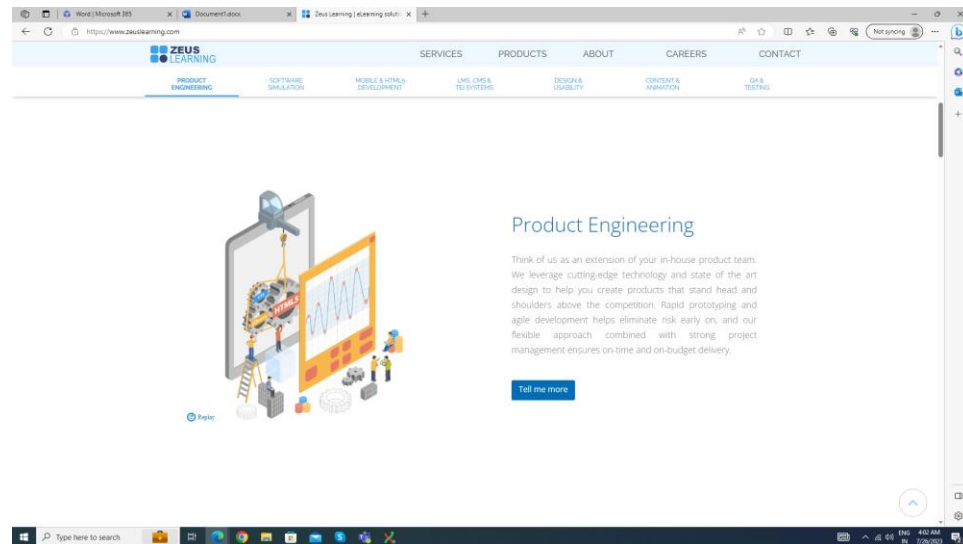 Word | Microsoft 365
Document1.docx
Zeus Learning | eLearning soluti
https://www.zeuslearning.com
Not syncing
ZEUS
LEARNING
SERVICES PRODUCTS ABOUT CAREERS CONTACT
PRODUCT
ENGINEERING
SOFTWARE
SIMULATION
MOBILE & HTML5
DEVELOPMENT
LMS, CMS &
TEI SYSTEMS
DESIGN &
USABILITY
CONTENT &
ANIMATION
QA &
TESTING
HTML5
Replay
Product Engineering
Think of us as an extension of your in-house product team.
We leverage cutting-edge technology and state of the art
design to help you create products that stand head and
shoulders above the competition. Rapid prototyping and
agile development helps eliminate risk early on, and our
flexible approach combined with strong project
management ensures on-time and on-budget delivery.
Tell me more
Type here to search
ENG
IN
4:02 AM
7/26/2023